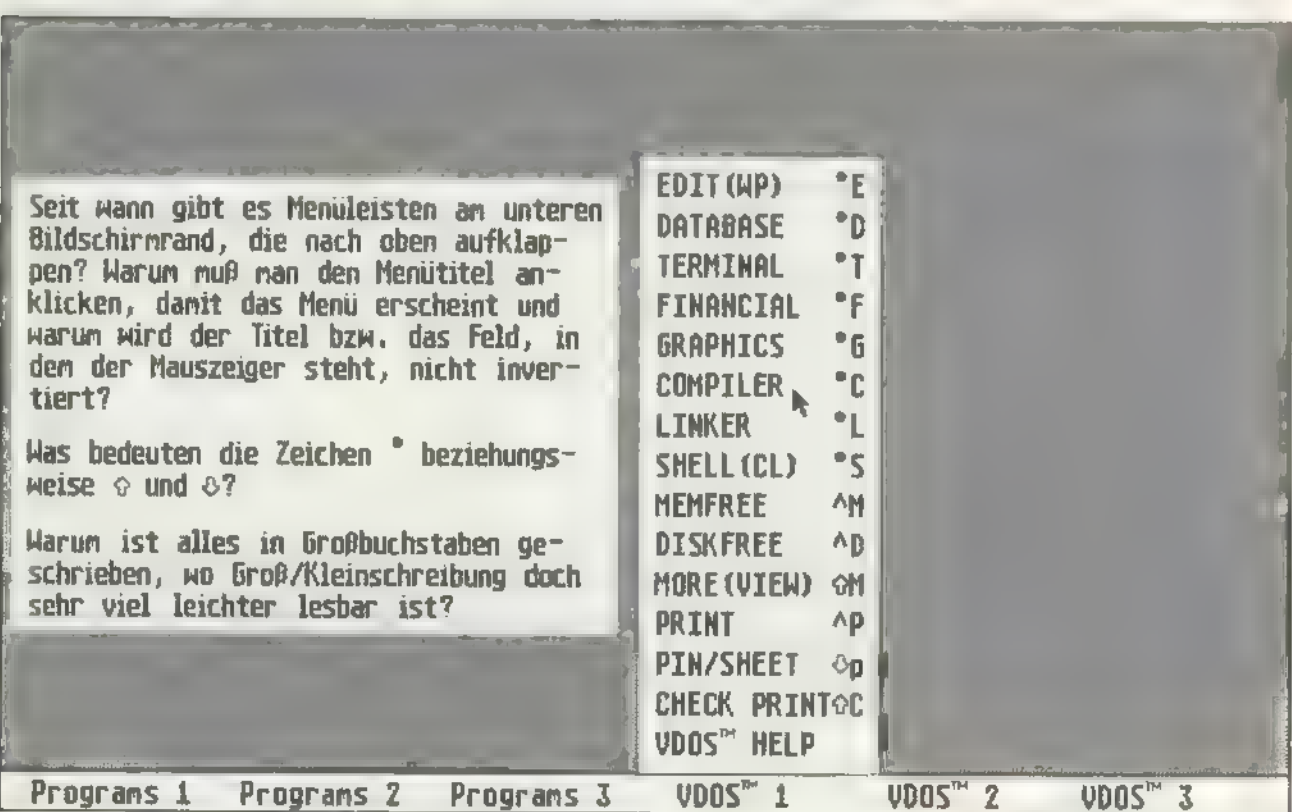 Seit wann gibt es Menüleisten am unteren
Bildschirmrand, die nach oben aufklap-
pen? Warum muß man den Menütitel an-
klicken, damit das Menü erscheint und
warum wird der Titel bzw. das Feld, in
dem der Mauszeiger steht, nicht inver-
tiert?
Was bedeuten die Zeichen • beziehungs-
weise ⇧ und ⇩?
Warum ist alles in Großbuchstaben ge-
schrieben, wo Groß/Kleinschreibung doch
sehr viel leichter lesbar ist?
EDIT(WP) •E
DATABASE •D
TERMINAL •T
FINANCIAL •F
GRAPHICS •G
COMPILER •C
LINKER •L
SHELL(CL) •S
MEMFREE ^M
DISKFREE ^D
MORE(VIEW) ⇧M
PRINT ^P
PIN/SHEET ⇩p
CHECK PRINT⇧C
VDOS™ HELP
Programs 1 Programs 2 Programs 3 VDOS™ 1 VDOS™ 2 VDOS™ 3